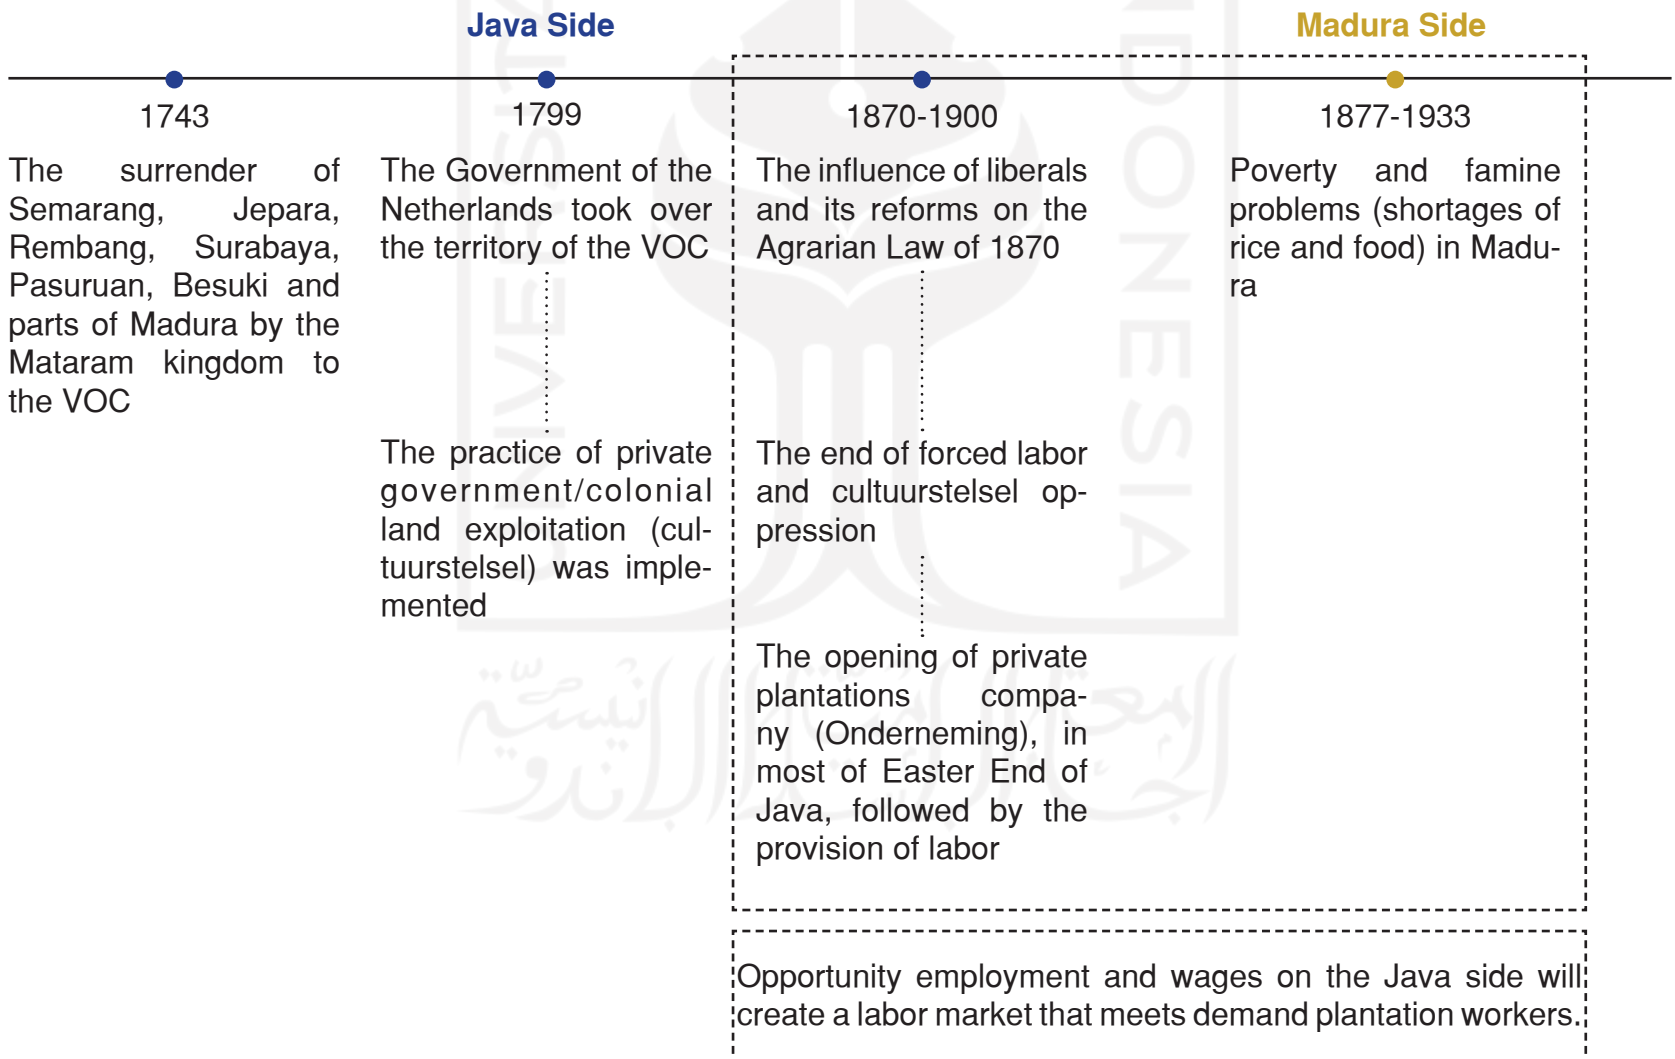 Java Side
Madura Side
1743
The surrender of
Semarang, Jepara,
Rembang, Surabaya,
Pasuruan, Besuki and
parts of Madura by the
Mataram kingdom to
the VOC
1799
The Government of the
Netherlands took over
the territory of the VOC
The practice of private
government/colonial
land exploitation (cul-
tuurstelsel) was imple-
mented
1870-1900
The influence of liberals
and its reforms on the
Agrarian Law of 1870
The end of forced labor
and cultuurstelsel op-
pression
The opening of private
plantations compa-
ny (Onderneming), in
most of Easter End of
Java, followed by the
provision of labor
1877-1933
Poverty and famine
problems (shortages of
rice and food) in Madu-
ra
Opportunity employment and wages on the Java side will
create a labor market that meets demand plantation workers.
INDONESIA